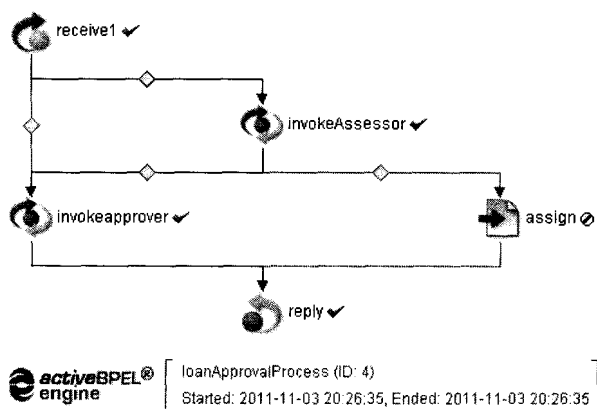 receive1
invokeAssessor
invokeapprover
assign
reply
activeBPEL®
engine
loanApprovalProcess (ID: 4)
Started: 2011-11-03 20:26:35, Ended: 2011-11-03 20:26:35